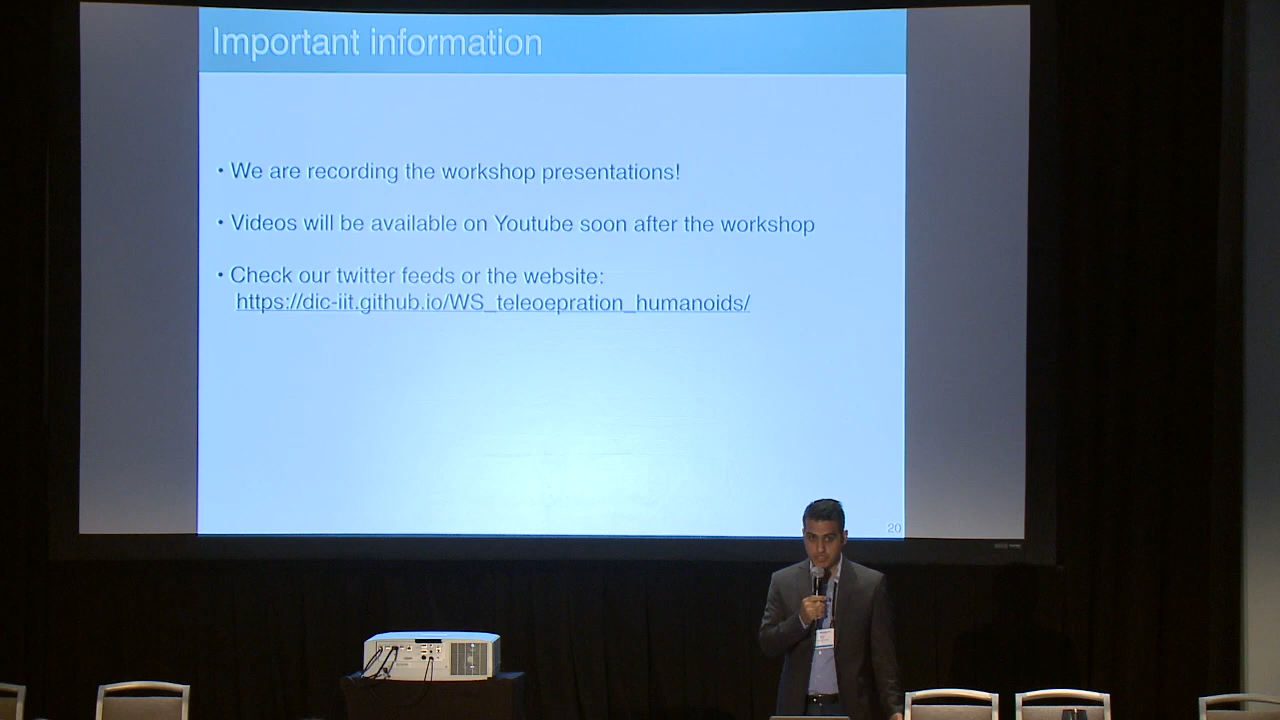 Important information
• We are recording the workshop presentations!
• Videos will be available on Youtube soon after the workshop
• Check our twitter feeds or the website:
https://dic-iit.github.io/WS_teleoepration_humanoids/
20